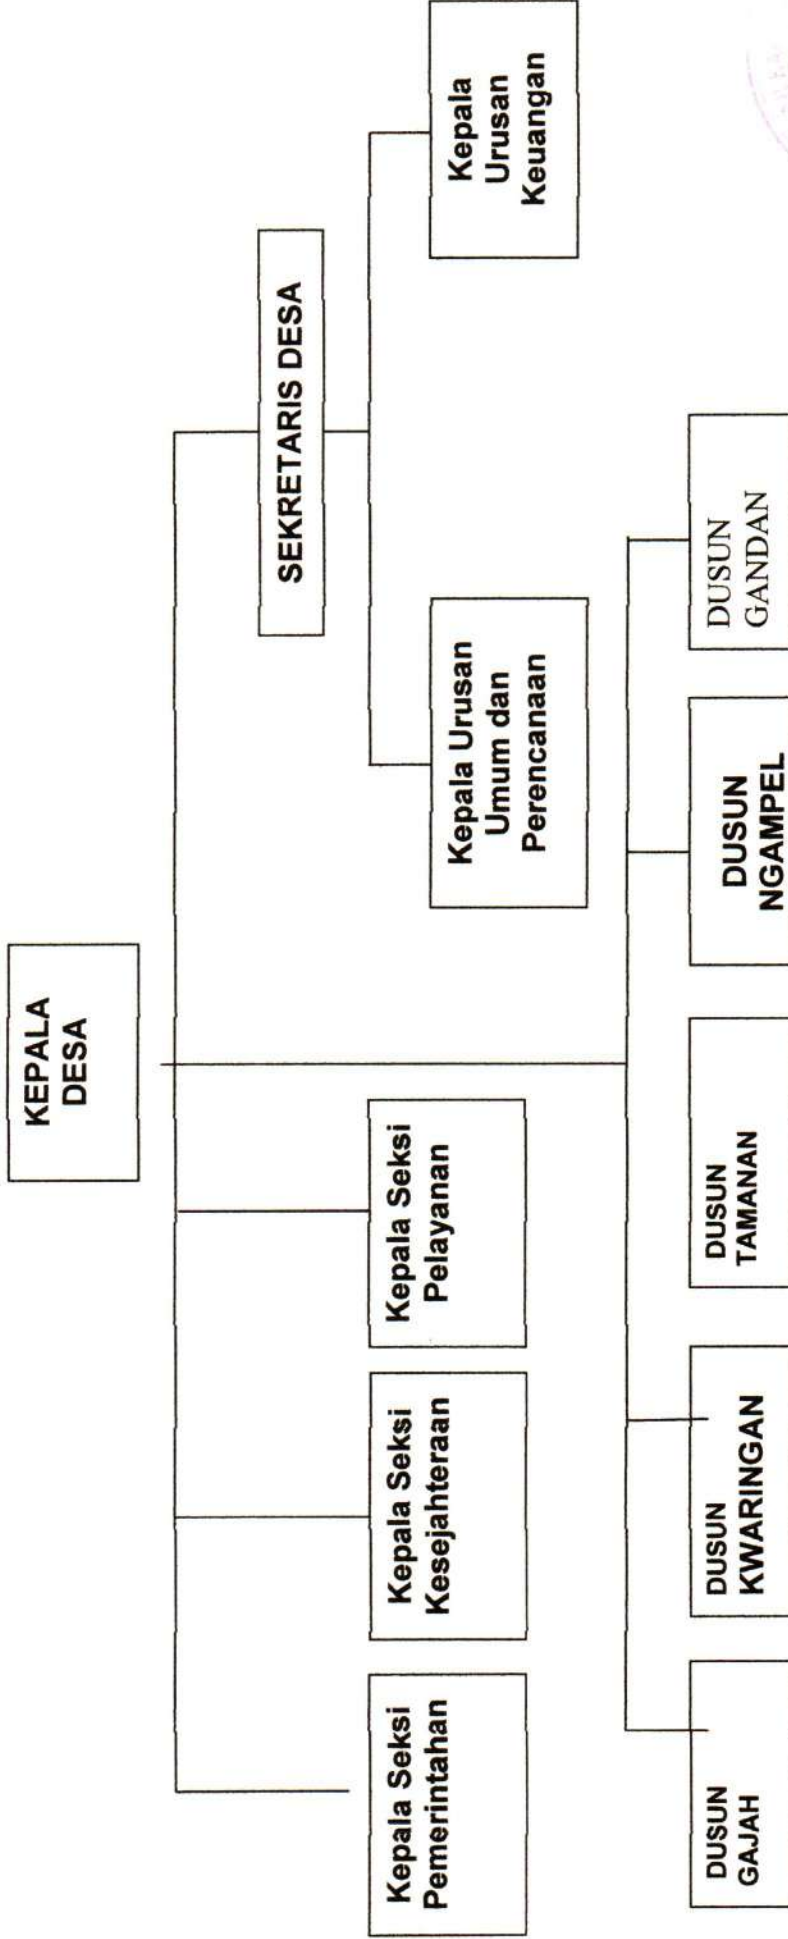 KEPALA
DESA
SEKRETARIS DESA
Kepala Seksi
Pemerintahan
Kepala Seksi
Kesejahteraan
Kepala Seksi
Pelayanan
Kepala Urusan
Umum dan
Perencanaan
Kepala
Urusan
Keuangan
DUSUN
GAJAH
DUSUN
KWARINGAN
DUSUN
TAMANAN
DUSUN
NGAMPEL
DUSUN
GANDAN